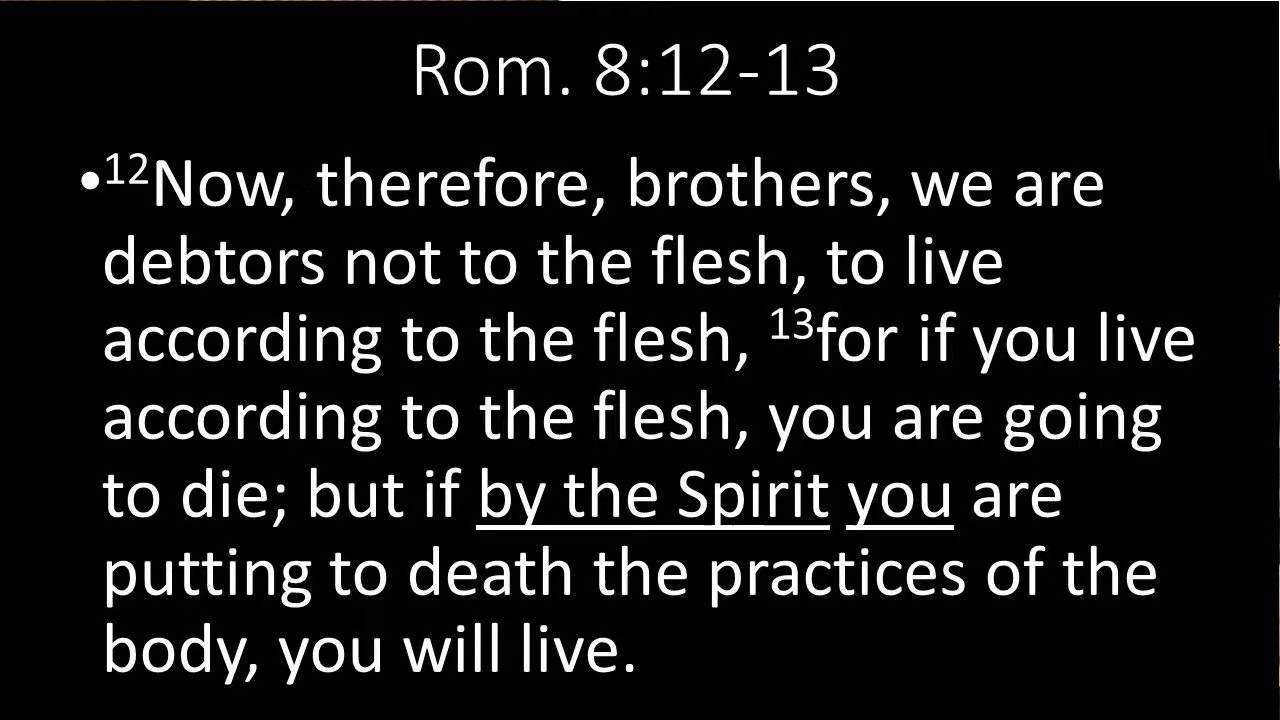 Rom. 8:12-13
•¹²Now, therefore, brothers, we are
debtors not to the flesh, to live
according to the flesh, ¹³for if you live
according to the flesh, you are going
to die; but if by the Spirit you are
putting to death the practices of the
body, you will live.